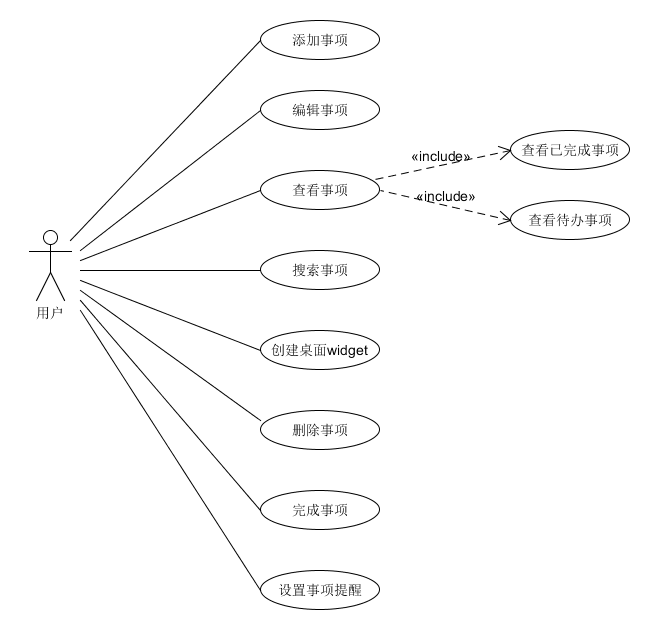 添加事项
编辑事项
查看已完成事项
«include»
查看事项
«include»
查看待办事项
搜索事项
用户
创建桌面widget
删除事项
完成事项
设置事项提醒